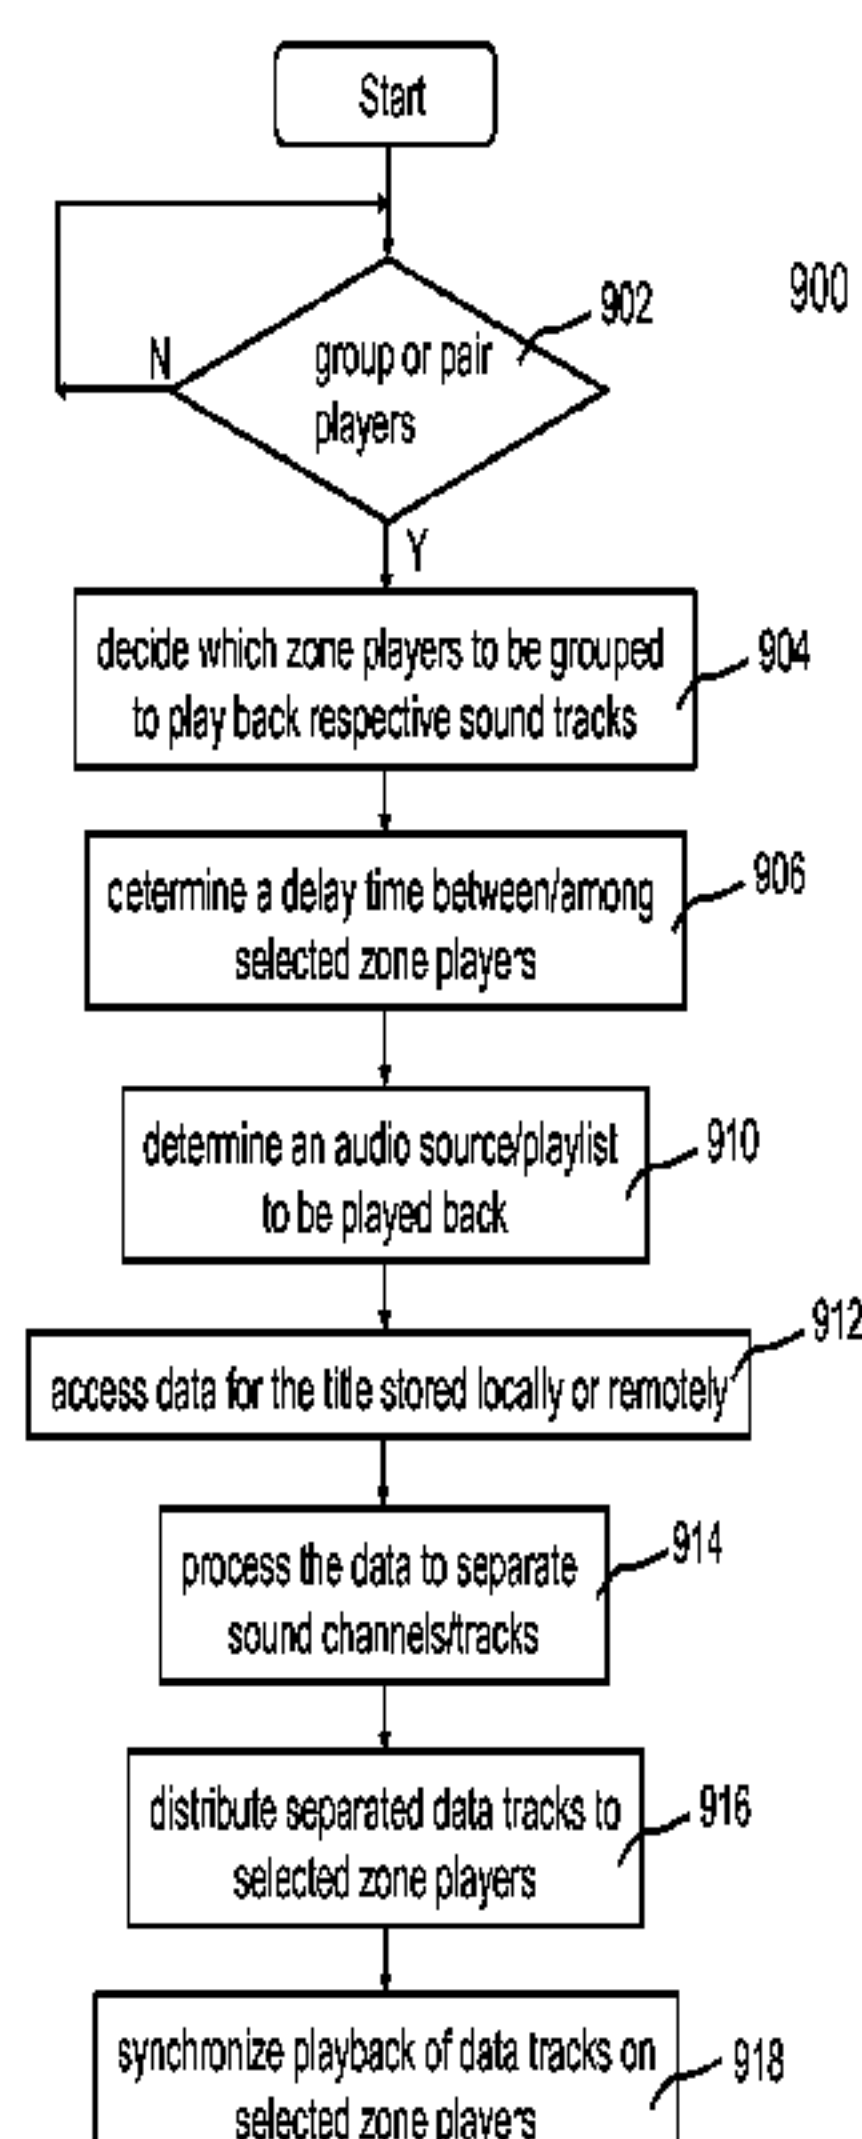 Start
900
902
N
group or pair
players
Y
decide which zone players to be grouped
to play back respective sound tracks
904
determine a delay time between/among
selected zone players
906
determine an audio source/playlist
to be played back
910
912
access data for the title stored locally or remotely
process the data to separate
sound channels/tracks
914
distribute separated data tracks to
selected zone players
916
synchronize playback of data tracks on
selected zone players
918